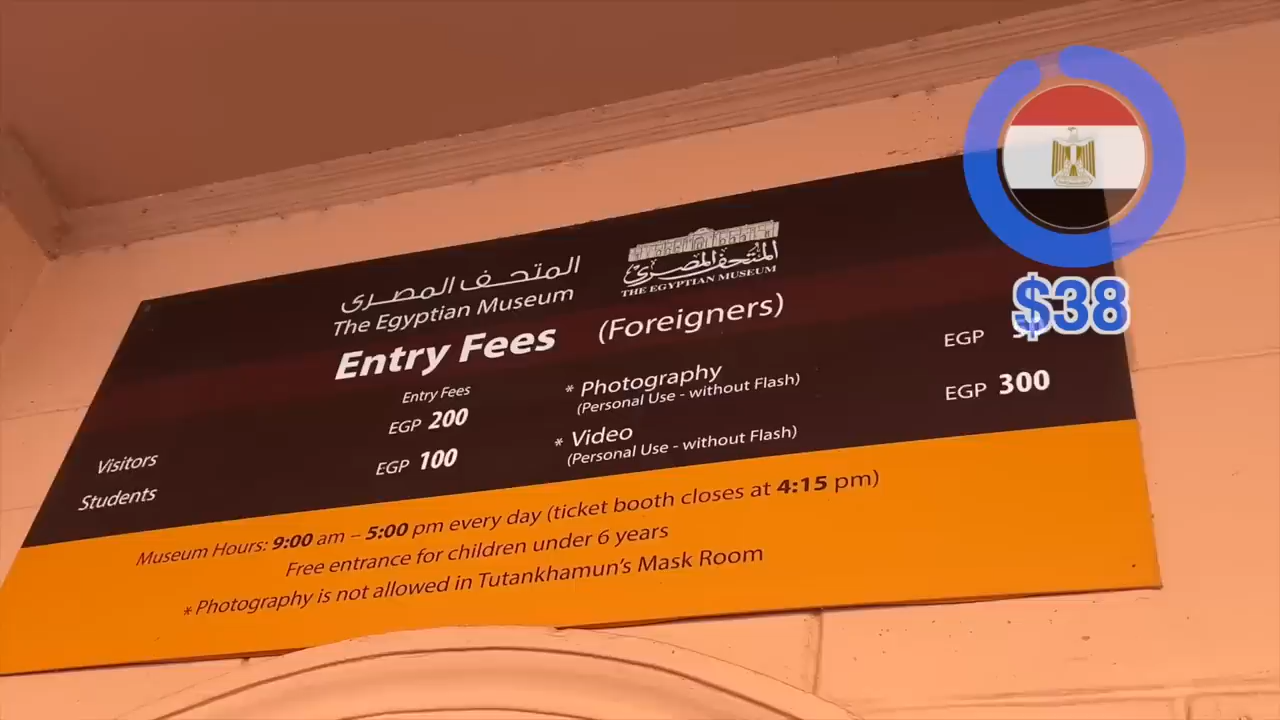 المتحف المصرى
The Egyptian Museum
المتحف المصرى
THE EGYPTIAN MUSEUM
Entry Fees (Foreigners)
Entry Fees
Visitors EGP 200
Students EGP 100
* Photography EGP
(Personal Use - without Flash)
* Video EGP 300
(Personal Use - without Flash)
Museum Hours: 9:00 am – 5:00 pm every day (ticket booth closes at 4:15 pm)
Free entrance for children under 6 years
* Photography is not allowed in Tutankhamun's Mask Room
$38